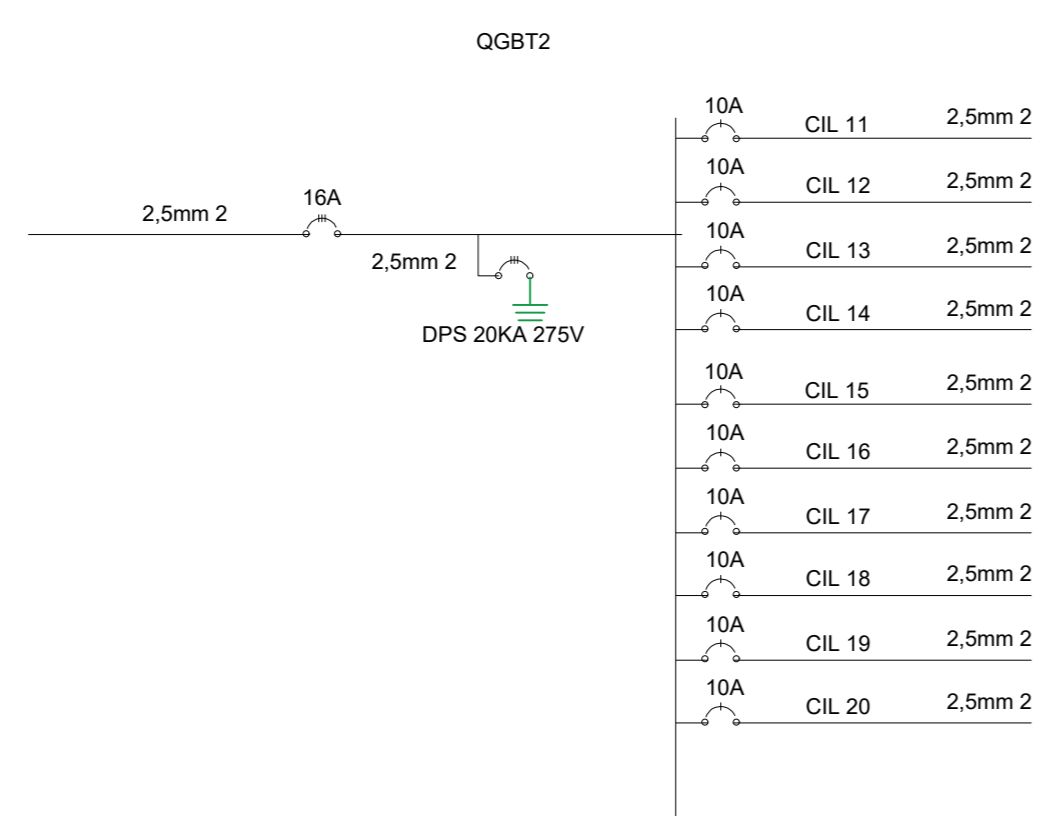 QGBT2
10A CIL 11 2,5mm 2
10A CIL 12 2,5mm 2
16A
2,5mm 2
10A CIL 13 2,5mm 2
2,5mm 2
10A CIL 14 2,5mm 2
DPS 20KA 275V
10A CIL 15 2,5mm 2
10A CIL 16 2,5mm 2
10A CIL 17 2,5mm 2
10A CIL 18 2,5mm 2
10A CIL 19 2,5mm 2
10A CIL 20 2,5mm 2